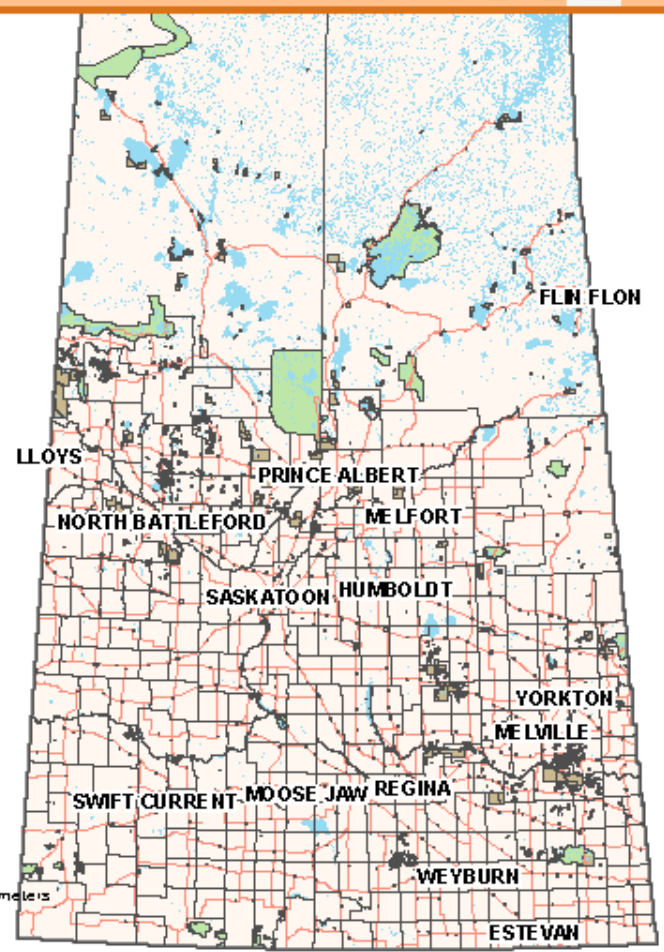 FLIN FLON
LLOYS
PRINCE ALBERT
NORTH BATTLEFORD
MELFORT
SASKATOON
HUMBOLDT
YORKTON
MELVILLE
SWIFT CURRENT
MOOSE JAW
REGINA
WEYBURN
meters
ESTEVAN